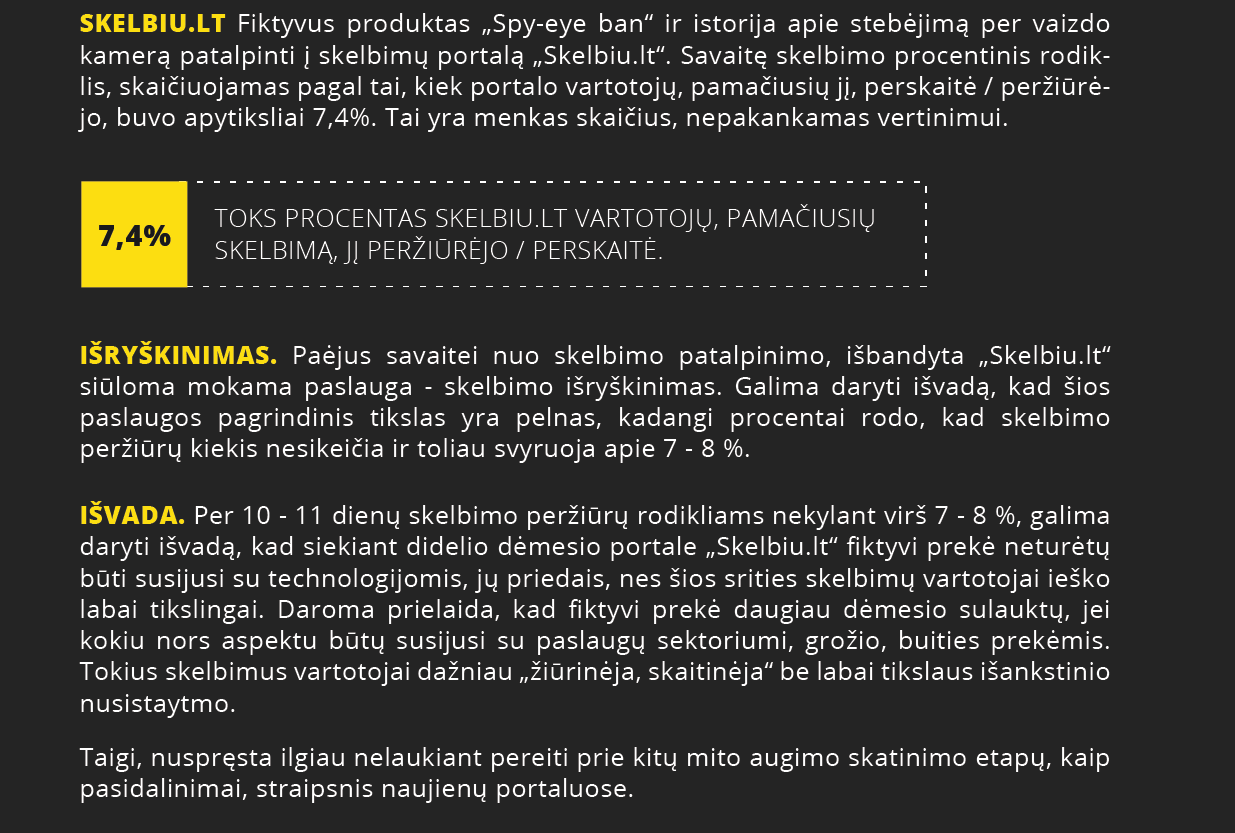 SKELBIU.LT Fiktyvus produktas „Spy-eye ban“ ir istorija apie stebėjimą per vaizdo
kamerą patalpinti į skelbimų portalą „Skelbiu.lt“. Savaitę skelbimo procentinis rodik-
lis, skaičiuojamas pagal tai, kiek portalo vartotojų, pamačiusių jį, perskaitė / peržiūrė-
jo, buvo apytiksliai 7,4%. Tai yra menkas skaičius, nepakankamas vertinimui.
7,4%
TOKS PROCENTAS SKELBIU.LT VARTOTOJŲ, PAMAČIUSIŲ
SKELBIMĄ, JĮ PERŽIŪRĖJO / PERSKAITĖ.
IŠRYŠKINIMAS. Paėjus savaitei nuo skelbimo patalpinimo, išbandyta „Skelbiu.lt“
siūloma mokama paslauga - skelbimo išryškinimas. Galima daryti išvadą, kad šios
paslaugos pagrindinis tikslas yra pelnas, kadangi procentai rodo, kad skelbimo
peržiūrų kiekis nesikeičia ir toliau svyruoja apie 7 - 8 %.
IŠVADA. Per 10 - 11 dienų skelbimo peržiūrų rodikliams nekylant virš 7 - 8 %, galima
daryti išvadą, kad siekiant didelio dėmesio portale „Skelbiu.lt“ fiktyvi prekė neturėtų
būti susijusi su technologijomis, jų priedais, nes šios srities skelbimų vartotojai ieško
labai tikslingai. Daroma prielaida, kad fiktyvi prekė daugiau dėmesio sulauktų, jei
kokiu nors aspektu būtų susijusi su paslaugų sektoriumi, grožio, buities prekėmis.
Tokius skelbimus vartotojai dažniau „žiūrinėja, skaitinėja“ be labai tikslaus išankstinio
nusistaytmo.
Taigi, nuspręsta ilgiau nelaukiant pereiti prie kitų mito augimo skatinimo etapų, kaip
pasidalinimai, straipsnis naujienų portaluose.